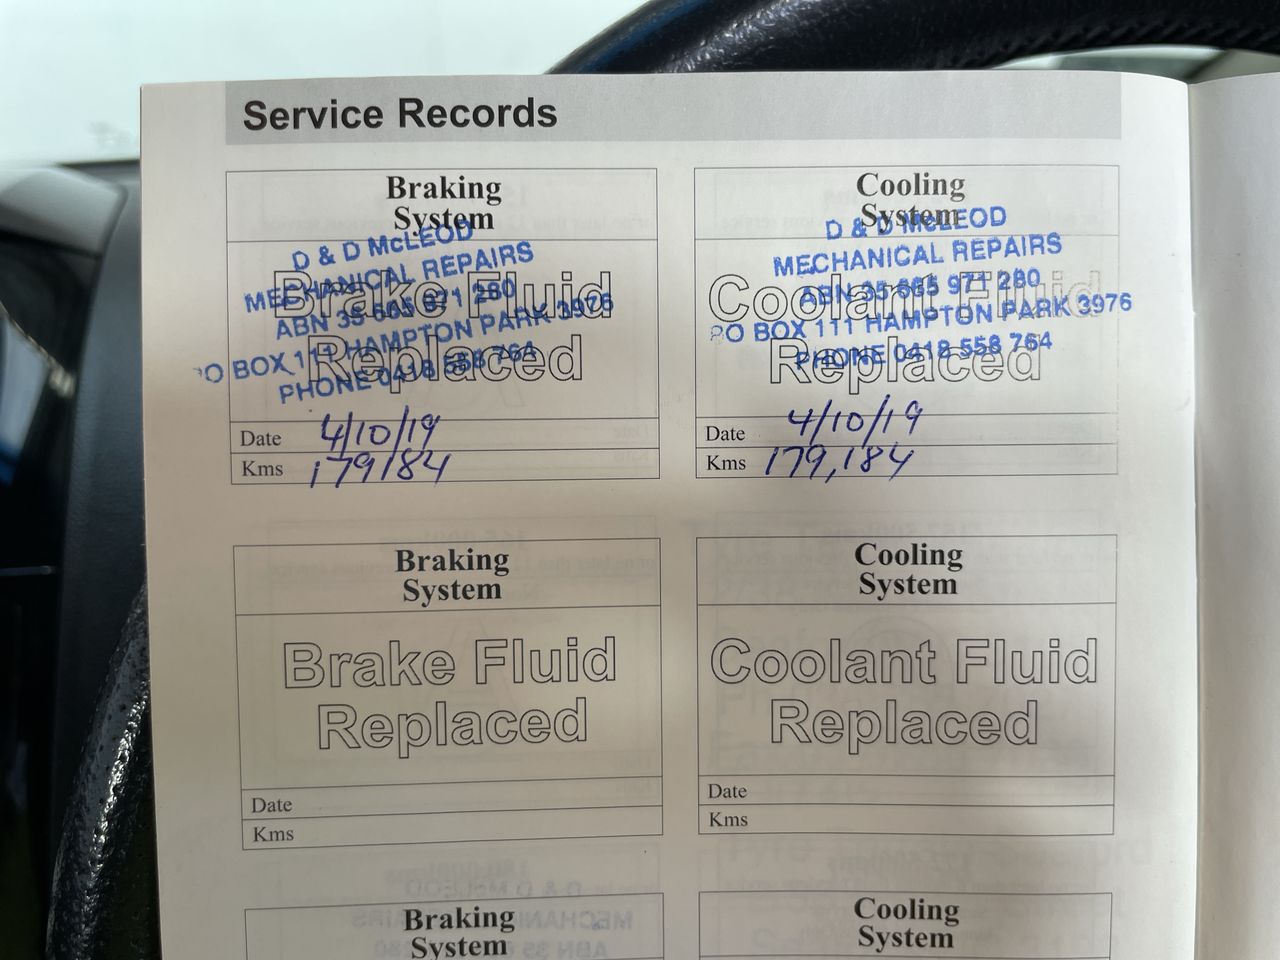 Service Records
Braking
System
D & D McLEOD
MECHANICAL REPAIRS
ABN 35 665 971 280
PO BOX 111 HAMPTON PARK 3976
PHONE 0418 558 764
Brake Fluid
Replaced
Date 4/10/19
Kms 179184
Cooling
System
D & D McLEOD
MECHANICAL REPAIRS
ABN 35 665 971 280
PO BOX 111 HAMPTON PARK 3976
PHONE 0418 558 764
Coolant Fluid
Replaced
Date 4/10/19
Kms 179,184
Braking
System
Brake Fluid
Replaced
Date
Kms
Cooling
System
Coolant Fluid
Replaced
Date
Kms
Braking
System
Cooling
System